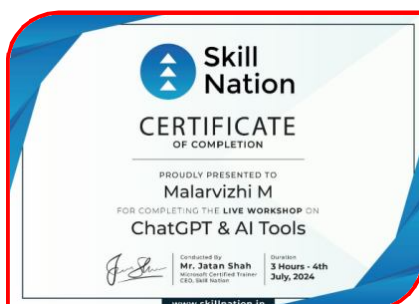 Skill
Nation
CERTIFICATE
OF COMPLETION
PROUDLY PRESENTED TO
Malarvizhi M
FOR COMPLETING THE LIVE WORKSHOP ON
ChatGPT & AI Tools
Conducted By
Mr. Jatan Shah
Microsoft Certified Trainer
CEO, Skill Nation
Duration
3 Hours - 4th
July, 2024
www.skillnation.in